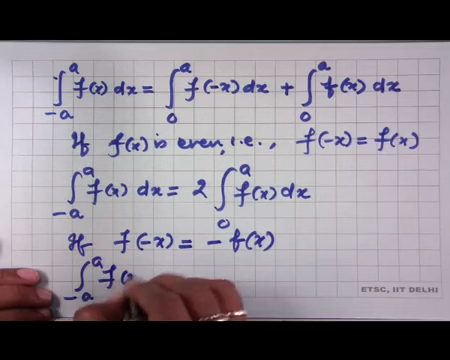 ∫_{-a}^{a} f(x) dx = ∫_{0}^{a} f(-x) dx + ∫_{0}^{a} f(x) dx
If f(x) is even, i.e., f(-x) = f(x)
∫_{-a}^{a} f(x) dx = 2 ∫_{0}^{a} f(x) dx
If f(-x) = - f(x)
∫_{-a}^{a} f(
ETSC, IIT DELHI